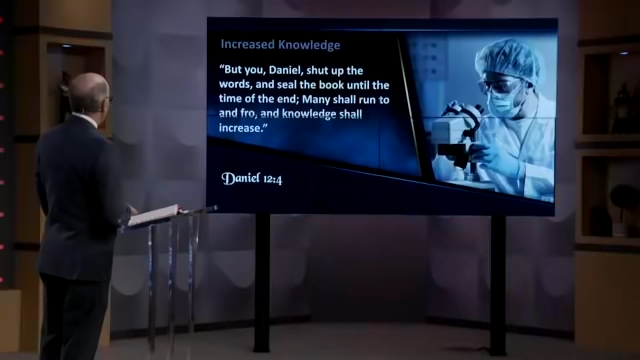 Increased Knowledge
“But you, Daniel, shut up the
words, and seal the book until the
time of the end; Many shall run to
and fro, and knowledge shall
increase.”
Daniel 12:4